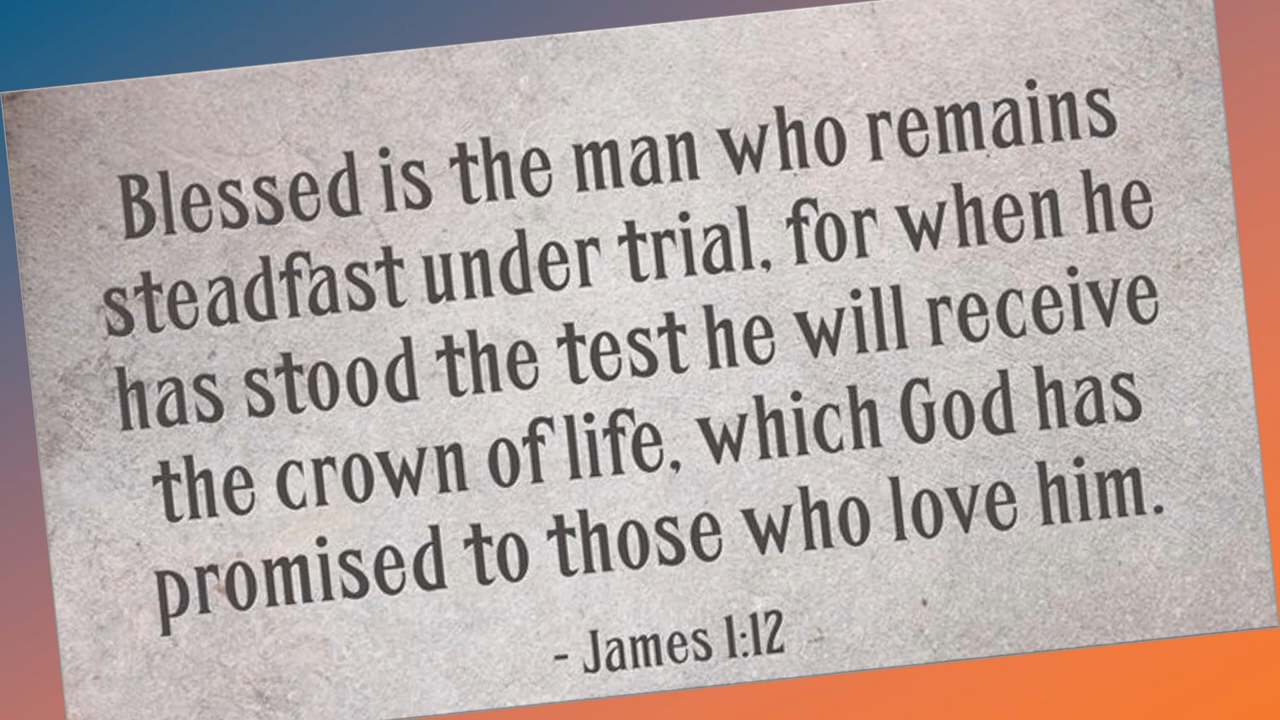 Blessed is the man who remains
steadfast under trial, for when he
has stood the test he will receive
the crown of life, which God has
promised to those who love him.
- James 1:12